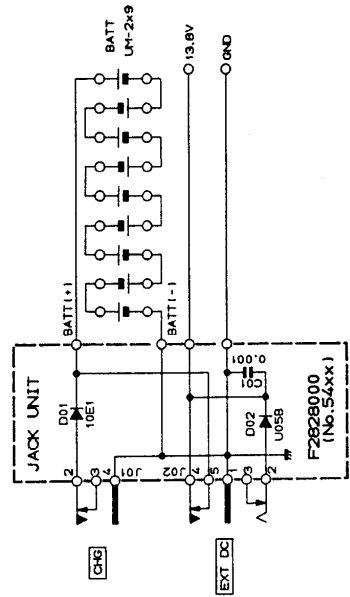 JACK UNIT
F2828000
(No.54xx)
BATT
UM-2x9
BATT(+)
BATT(-)
13.8V
GND
D01
10E1
J01
2
3
4
CHG
J02
4
5
1
3
2
EXT DC
C01
0.001
D02
U05B